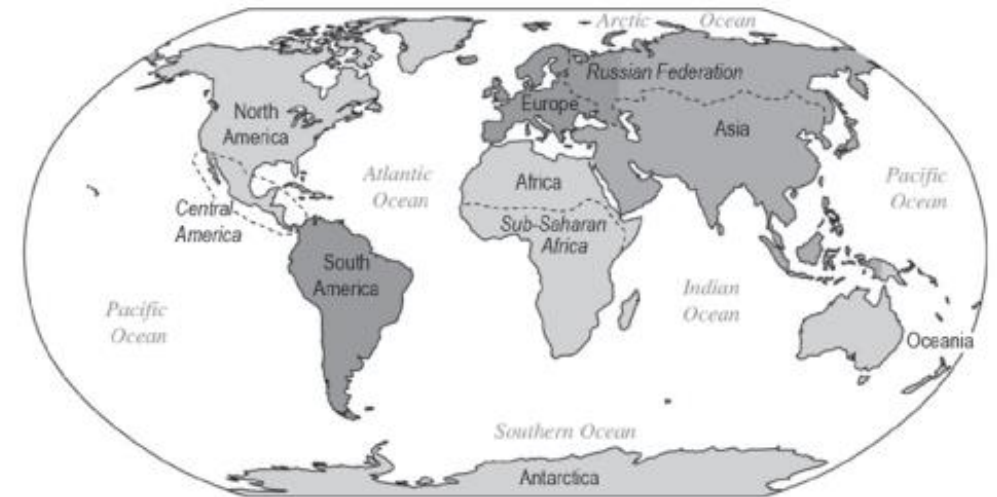 Arctic Ocean
Russian Federation
Europe
North
America
Asia
Atlantic
Ocean
Africa
Pacific
Ocean
Central
America
Sub-Saharan
Africa
South
America
Indian
Ocean
Pacific
Ocean
Oceania
Southern Ocean
Antarctica